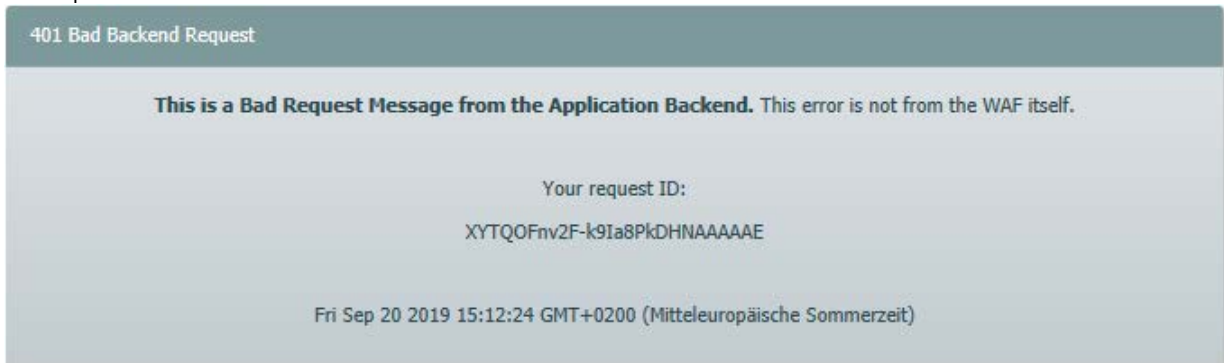 401 Bad Backend Request
This is a Bad Request Message from the Application Backend. This error is not from the WAF itself.
Your request ID:
XYTQOFnv2F-k9Ia8PkDHNAAAAAE
Fri Sep 20 2019 15:12:24 GMT+0200 (Mitteleuropäische Sommerzeit)